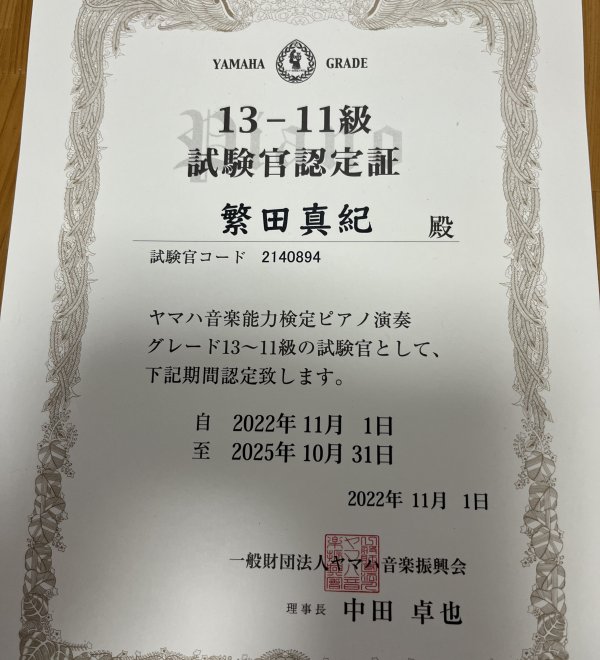 YAMAHA GRADE
Piano
13－11級
試験官認定証
繁田真紀 殿
試験官コード 2140894
ヤマハ音楽能力検定ピアノ演奏
グレード13〜11級の試験官として、
下記期間認定致します。
自 2022年 11月 1日
至 2025年 10月 31日
2022年 11月 1日
一般財団法人ヤマハ音楽振興会
理事長 中田 卓也